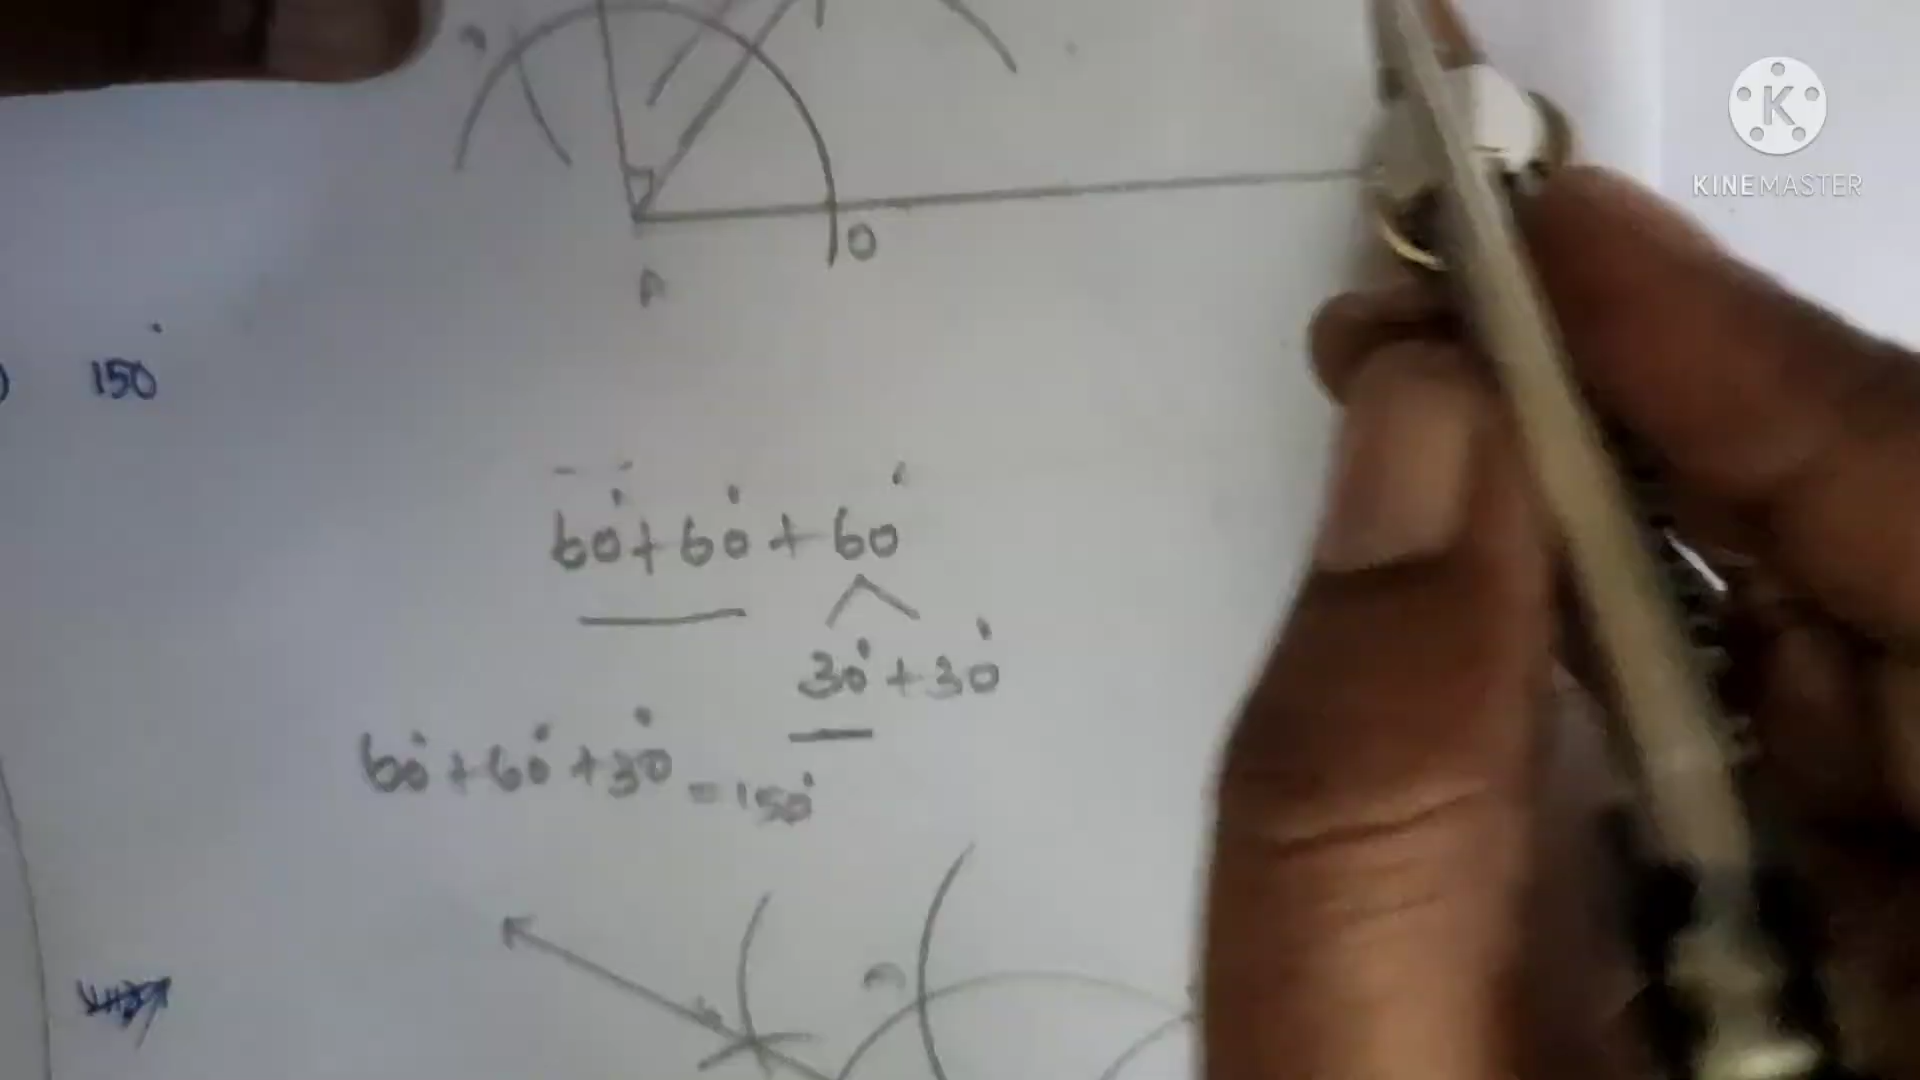 K
KINEMASTER
O
A
) 150°
60° + 60° + 60°
30° + 30°
60° + 60° + 30° = 150°